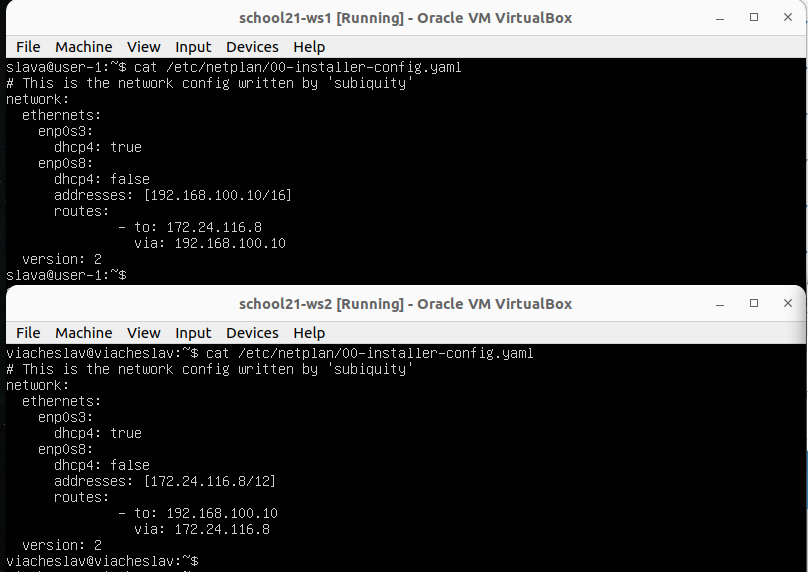 school21-ws1 [Running] - Oracle VM VirtualBox
File Machine View Input Devices Help
slava@user-1:~$ cat /etc/netplan/00-installer-config.yaml
# This is the network config written by 'subiquity'
network:
  ethernets:
    enp0s3:
      dhcp4: true
    enp0s8:
      dhcp4: false
      addresses: [192.168.100.10/16]
      routes:
              - to: 172.24.116.8
                via: 192.168.100.10
  version: 2
slava@user-1:~$
school21-ws2 [Running] - Oracle VM VirtualBox
File Machine View Input Devices Help
viacheslav@viacheslav:~$ cat /etc/netplan/00-installer-config.yaml
# This is the network config written by 'subiquity'
network:
  ethernets:
    enp0s3:
      dhcp4: true
    enp0s8:
      dhcp4: false
      addresses: [172.24.116.8/12]
      routes:
              - to: 192.168.100.10
                via: 172.24.116.8
  version: 2
viacheslav@viacheslav:~$